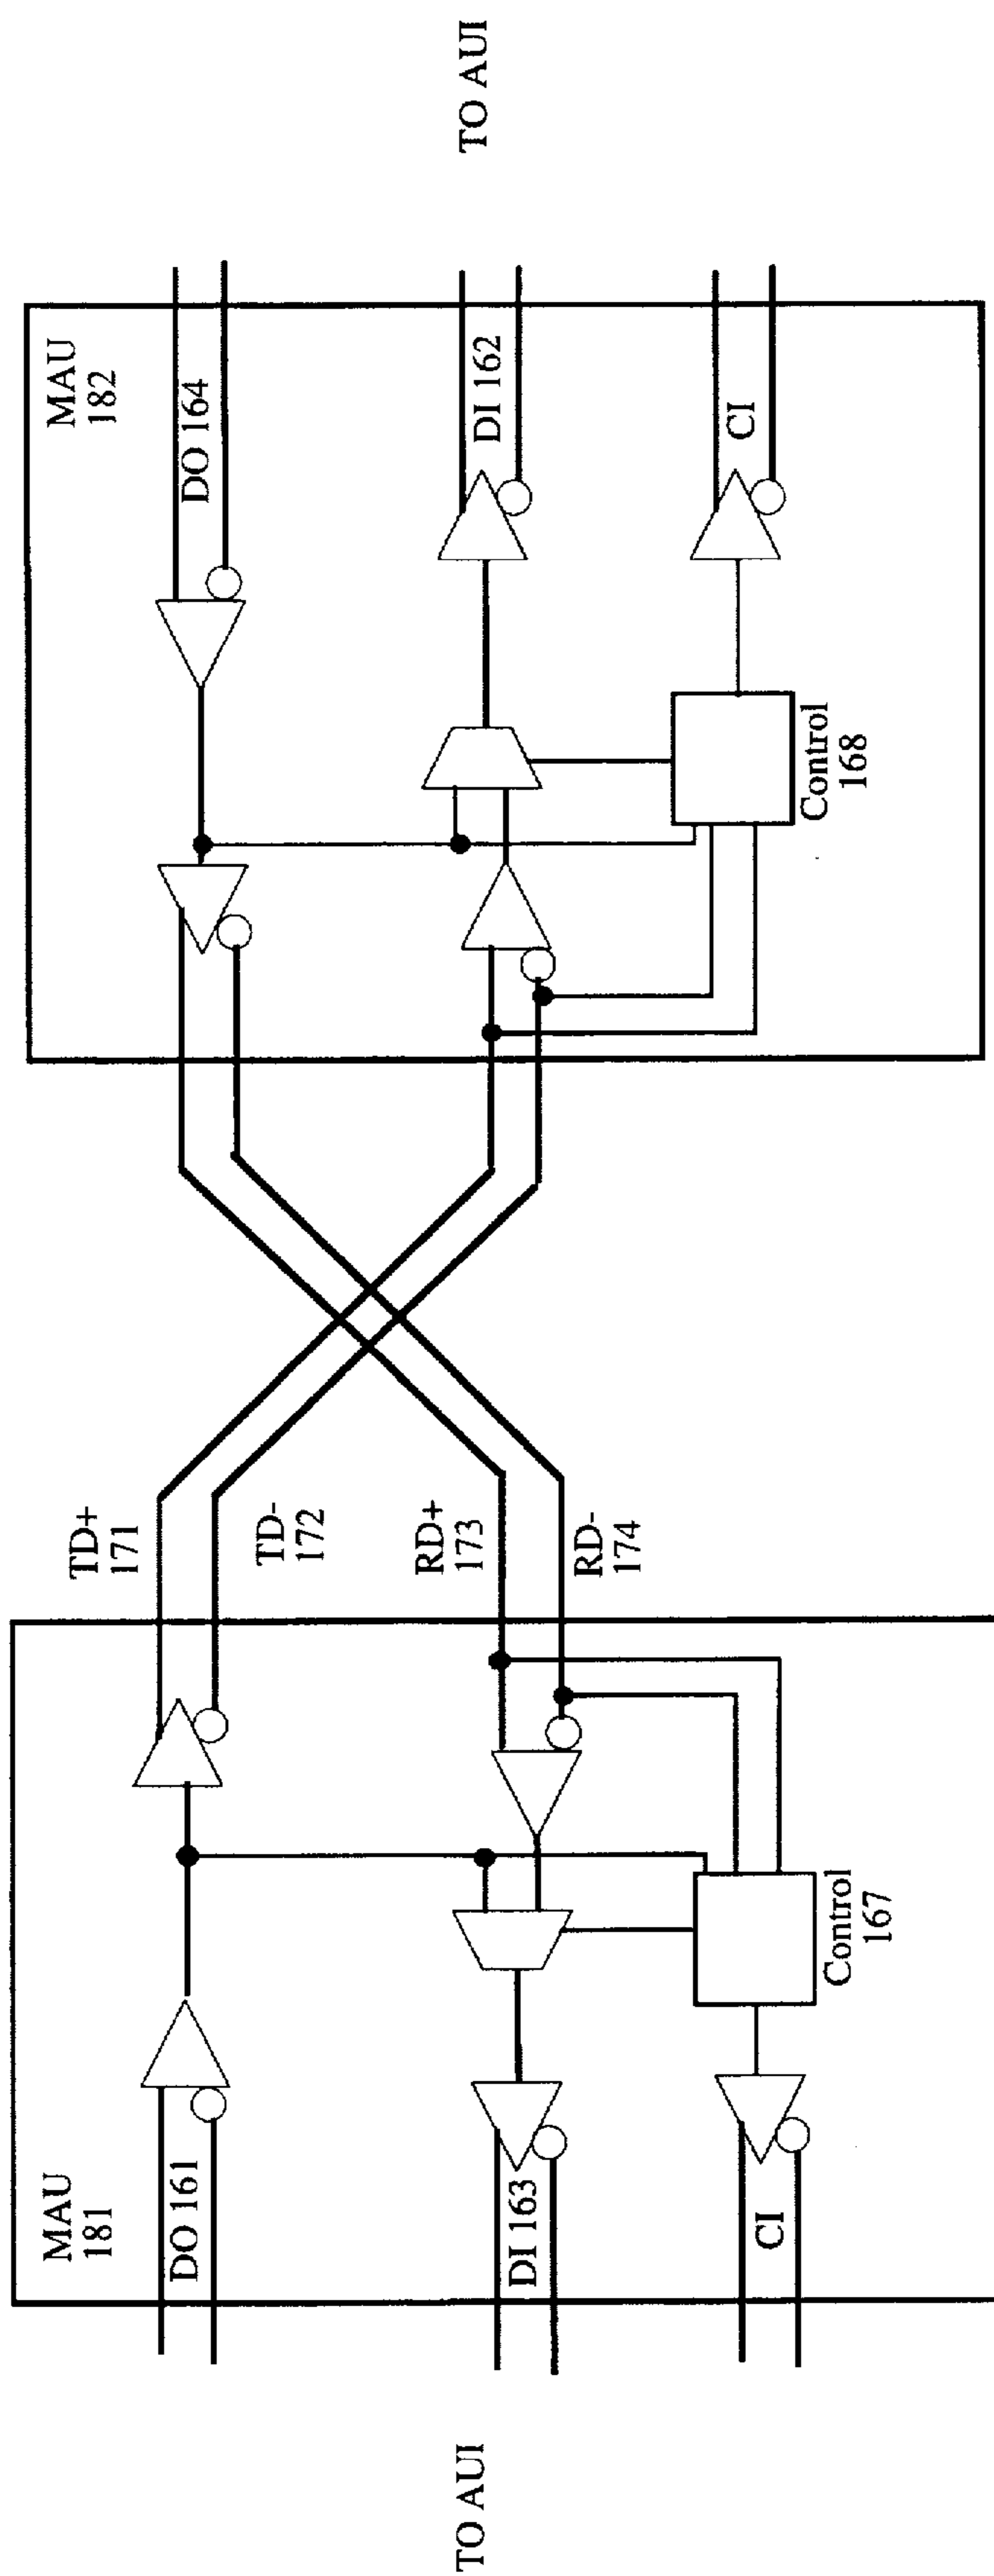 TO AUI
MAU
181
DO 161
DI 163
CI
Control
167
TD+
171
TD-
172
RD+
173
RD-
174
MAU
182
DO 164
DI 162
CI
Control
168
TO AUI